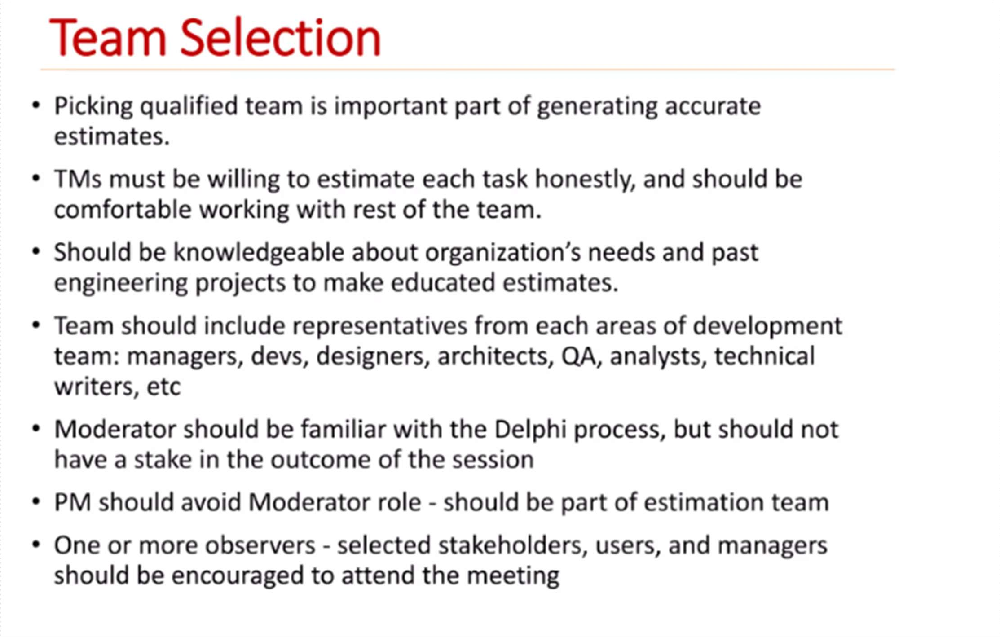 Team Selection
• Picking qualified team is important part of generating accurate
estimates.
• TMs must be willing to estimate each task honestly, and should be
comfortable working with rest of the team.
• Should be knowledgeable about organization’s needs and past
engineering projects to make educated estimates.
• Team should include representatives from each areas of development
team: managers, devs, designers, architects, QA, analysts, technical
writers, etc
• Moderator should be familiar with the Delphi process, but should not
have a stake in the outcome of the session
• PM should avoid Moderator role - should be part of estimation team
• One or more observers - selected stakeholders, users, and managers
should be encouraged to attend the meeting